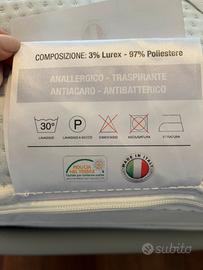 COMPOSIZIONE: 3% Lurex - 97% Poliestere
ANALLERGICO - TRASPIRANTE
ANTIACARO - ANTIBATTERICO
30°
P
LAVAGGIO
LAVAGGIO A SECCO
CANDEGGIO
ASCIUGATURA
STIRATURA
MADE IN ITALY
subito